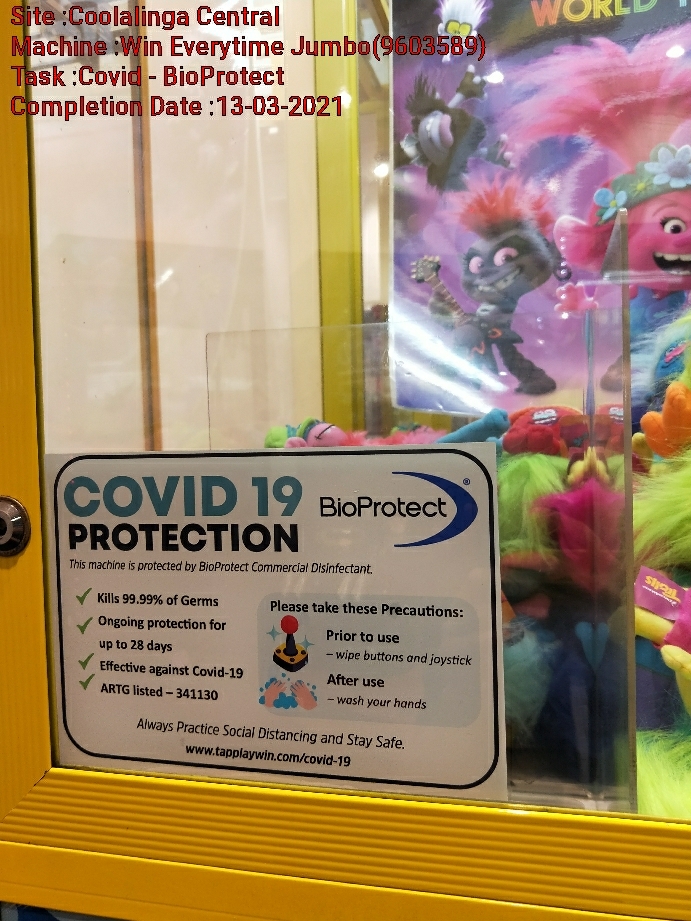 Site :Coolalinga Central
Machine :Win Everytime Jumbo(9603589)
Task :Covid - BioProtect
Completion Date :13-03-2021
WORLD
COVID 19
PROTECTION
BioProtect®
This machine is protected by BioProtect Commercial Disinfectant.
Kills 99.99% of Germs
Ongoing protection for
up to 28 days
Effective against Covid-19
ARTG listed – 341130
Please take these Precautions:
Prior to use
– wipe buttons and joystick
After use
– wash your hands
Always Practice Social Distancing and Stay Safe.
www.tapplaywin.com/covid-19